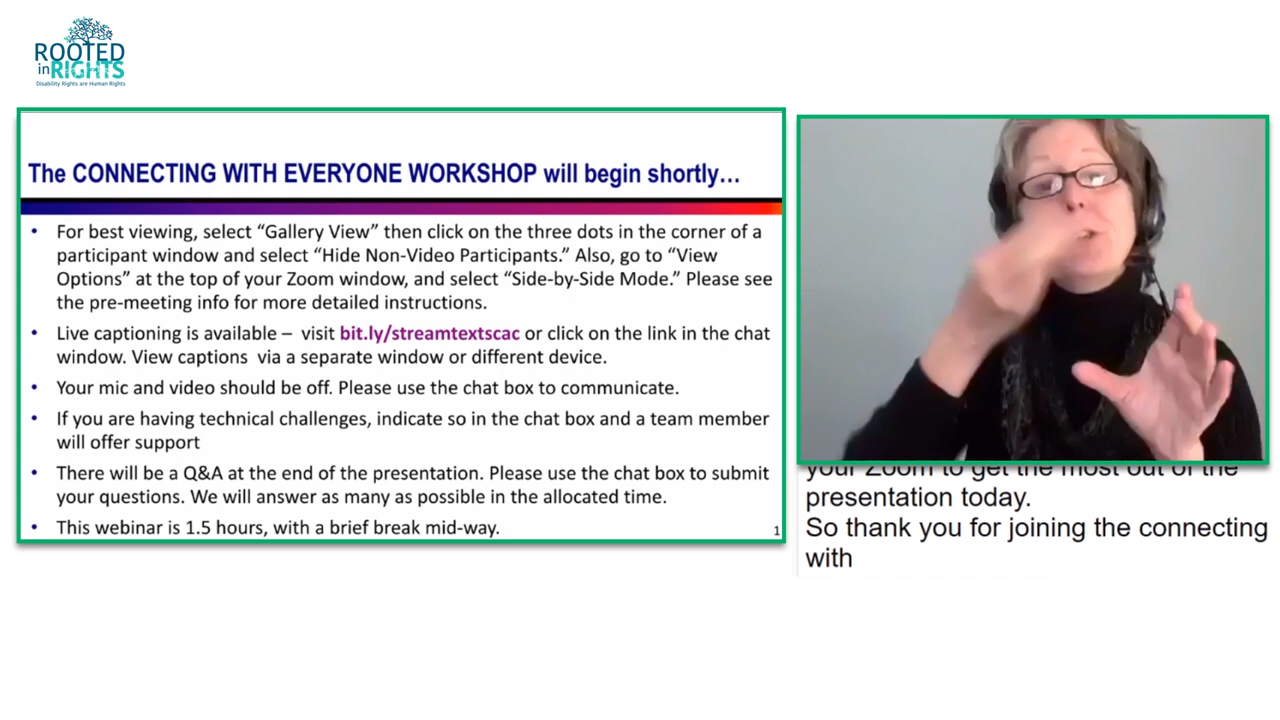 ROOTED
in RIGHTS
Disability Rights are Human Rights
The CONNECTING WITH EVERYONE WORKSHOP will begin shortly…
• For best viewing, select “Gallery View” then click on the three dots in the corner of a
participant window and select “Hide Non-Video Participants.” Also, go to “View
Options” at the top of your Zoom window, and select “Side-by-Side Mode.” Please see
the pre-meeting info for more detailed instructions.
• Live captioning is available – visit bit.ly/streamtextscac or click on the link in the chat
window. View captions via a separate window or different device.
• Your mic and video should be off. Please use the chat box to communicate.
• If you are having technical challenges, indicate so in the chat box and a team member
will offer support
• There will be a Q&A at the end of the presentation. Please use the chat box to submit
your questions. We will answer as many as possible in the allocated time.
• This webinar is 1.5 hours, with a brief break mid-way.
1
your Zoom to get the most out of the
presentation today.
So thank you for joining the connecting
with